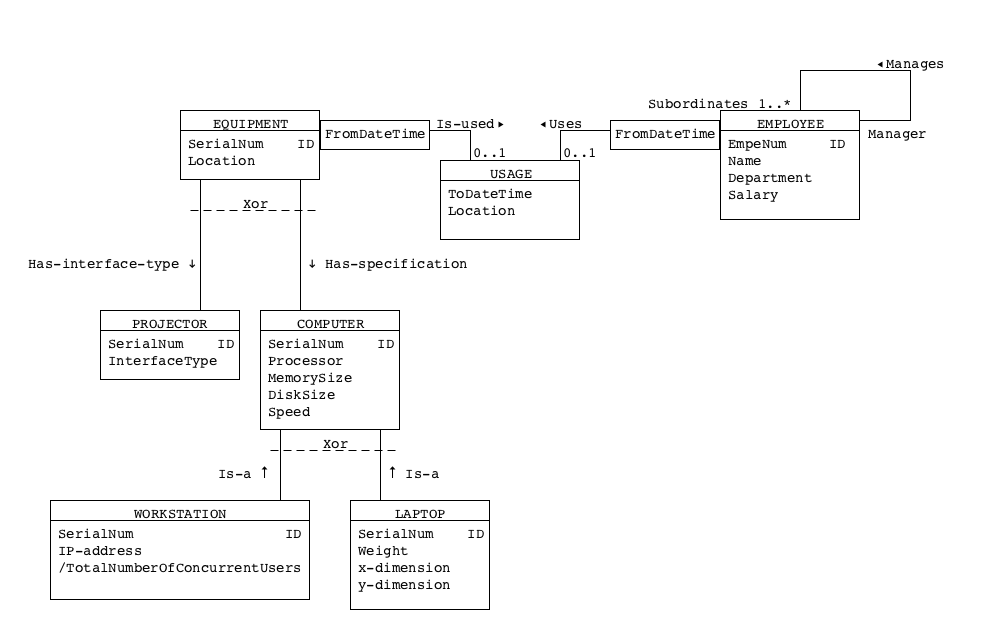 ◂Manages
Subordinates 1..*
Manager
EQUIPMENT
SerialNum ID
Location
FromDateTime
Is-used▸
0..1
◂Uses
0..1
FromDateTime
EMPLOYEE
EmpeNum ID
Name
Department
Salary
USAGE
ToDateTime
Location
Xor
Has-interface-type ↓
↓ Has-specification
PROJECTOR
SerialNum ID
InterfaceType
COMPUTER
SerialNum ID
Processor
MemorySize
DiskSize
Speed
Xor
Is-a ↑
↑ Is-a
WORKSTATION
SerialNum ID
IP-address
/TotalNumberOfConcurrentUsers
LAPTOP
SerialNum ID
Weight
x-dimension
y-dimension